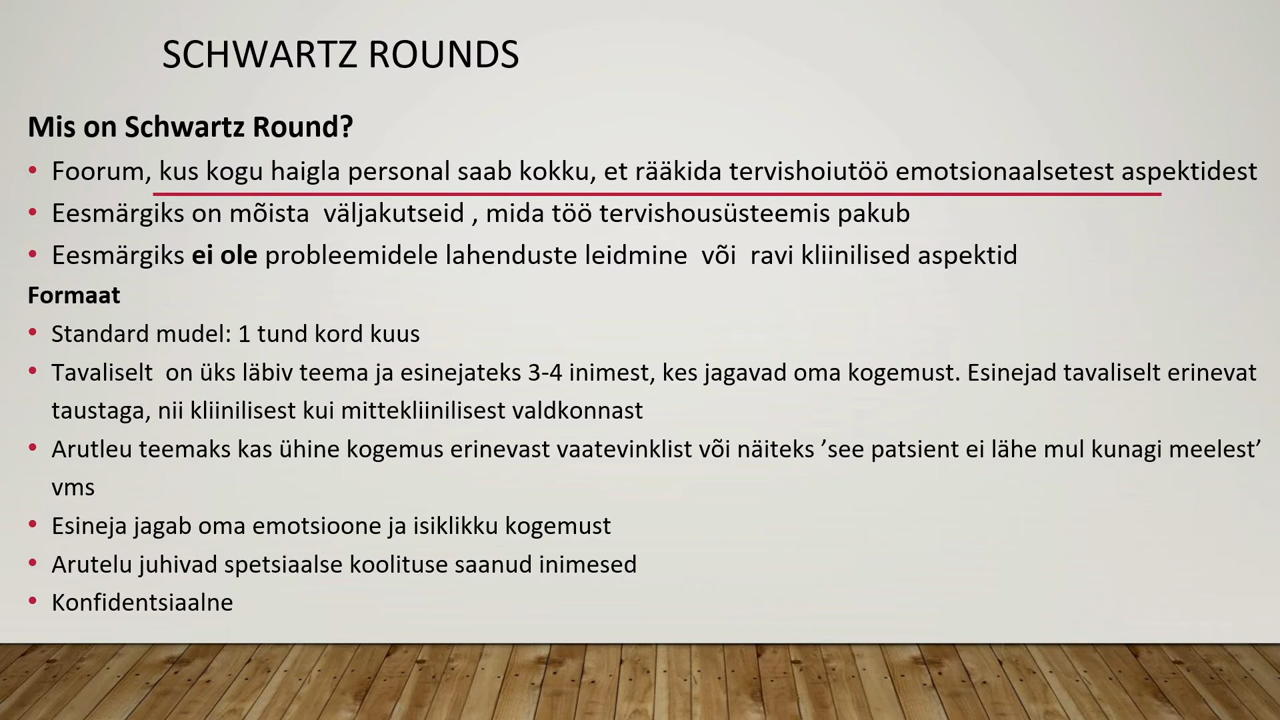 SCHWARTZ ROUNDS
Mis on Schwartz Round?
• Foorum, kus kogu haigla personal saab kokku, et rääkida tervishoiutöö emotsionaalsetest aspektidest
• Eesmärgiks on mõista väljakutseid , mida töö tervishousüsteemis pakub
• Eesmärgiks ei ole probleemidele lahenduste leidmine või ravi kliinilised aspektid
Formaat
• Standard mudel: 1 tund kord kuus
• Tavaliselt on üks läbiv teema ja esinejateks 3-4 inimest, kes jagavad oma kogemust. Esinejad tavaliselt erinevat
taustaga, nii kliinilisest kui mittekliinilisest valdkonnast
• Arutleu teemaks kas ühine kogemus erinevast vaatevinklist või näiteks ’see patsient ei lähe mul kunagi meelest’
vms
• Esineja jagab oma emotsioone ja isiklikku kogemust
• Arutelu juhivad spetsiaalse koolituse saanud inimesed
• Konfidentsiaalne